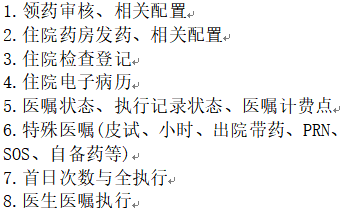 1. 领药审核、相关配置
2. 住院药房发药、相关配置
3. 住院检查登记
4. 住院电子病历
5. 医嘱状态、执行记录状态、医嘱计费点
6. 特殊医嘱(皮试、小时、出院带药、PRN、
SOS、自备药等)
7. 首日次数与全执行
8. 医生医嘱执行